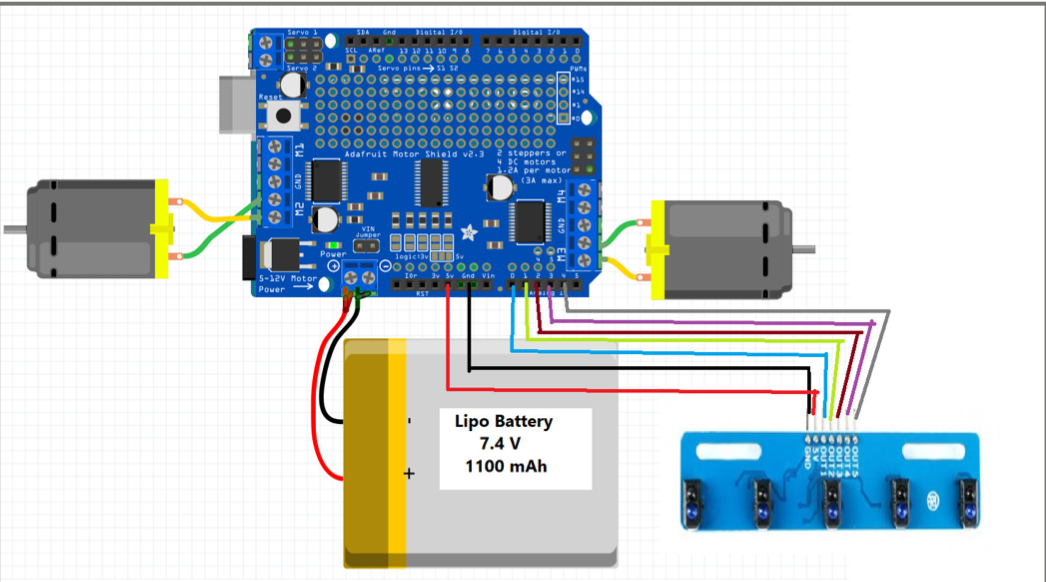 Servo 1
SDA Gnd Digital I/O Digital I/O
SCL ARef 13 12 11 10 9 8 7 6 5 4 3 2 1 0
Servo 2
Servo pins → S1 S2
PWMs
#15
#14
#1
#0
Reset
M1
GND
M2
Adafruit Motor Shield v2.3
2 steppers or
4 DC motors
1.2A per motor
(3A max)
M4
GND
M3
VIN
Jumper
Power
logic: 3v 5v
+
-
5-12V Motor
Power →
IOr 3v 5v Gnd Vin 0 1 2 3 4 5
RST
Lipo Battery
7.4 V
1100 mAh
-
+
GND
5V
OUT1
OUT2
OUT3
OUT4
OUT5